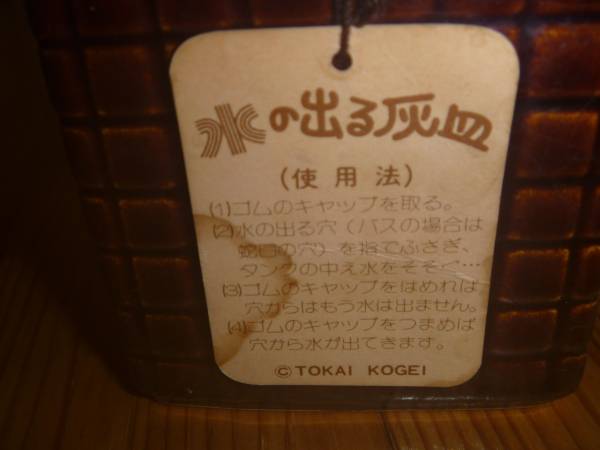 水の出る灰皿
(使用法)
(1)ゴムのキャップを取る。
(2)水の出る穴(バスの場合は
蛇口の穴)を指でふさぎ、
タンクの中え水をそそぐ…
(3)ゴムのキャップをはめれば
穴からはもう水は出ません。
(4)ゴムのキャップをつまめば
穴から水が出てきます。
©TOKAI KOGEI